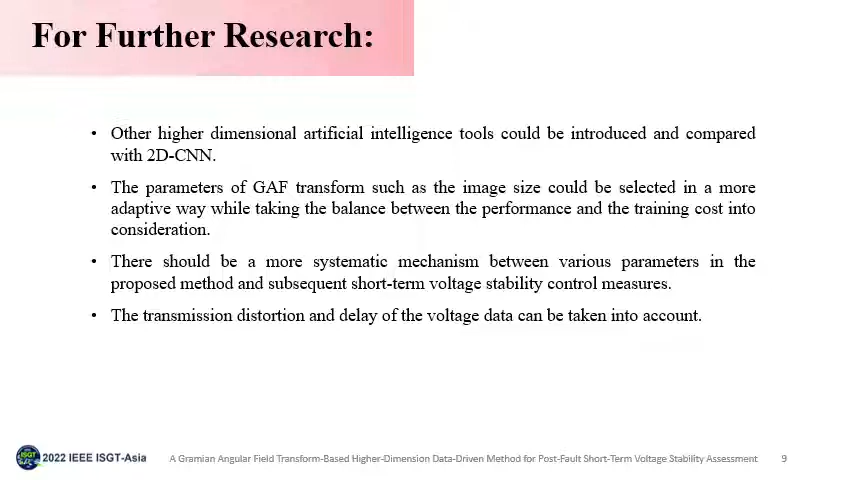 For Further Research:
• Other higher dimensional artificial intelligence tools could be introduced and compared
with 2D-CNN.
• The parameters of GAF transform such as the image size could be selected in a more
adaptive way while taking the balance between the performance and the training cost into
consideration.
• There should be a more systematic mechanism between various parameters in the
proposed method and subsequent short-term voltage stability control measures.
• The transmission distortion and delay of the voltage data can be taken into account.
ISGT
2022 IEEE ISGT-Asia
A Gramian Angular Field Transform-Based Higher-Dimension Data-Driven Method for Post-Fault Short-Term Voltage Stability Assessment
9